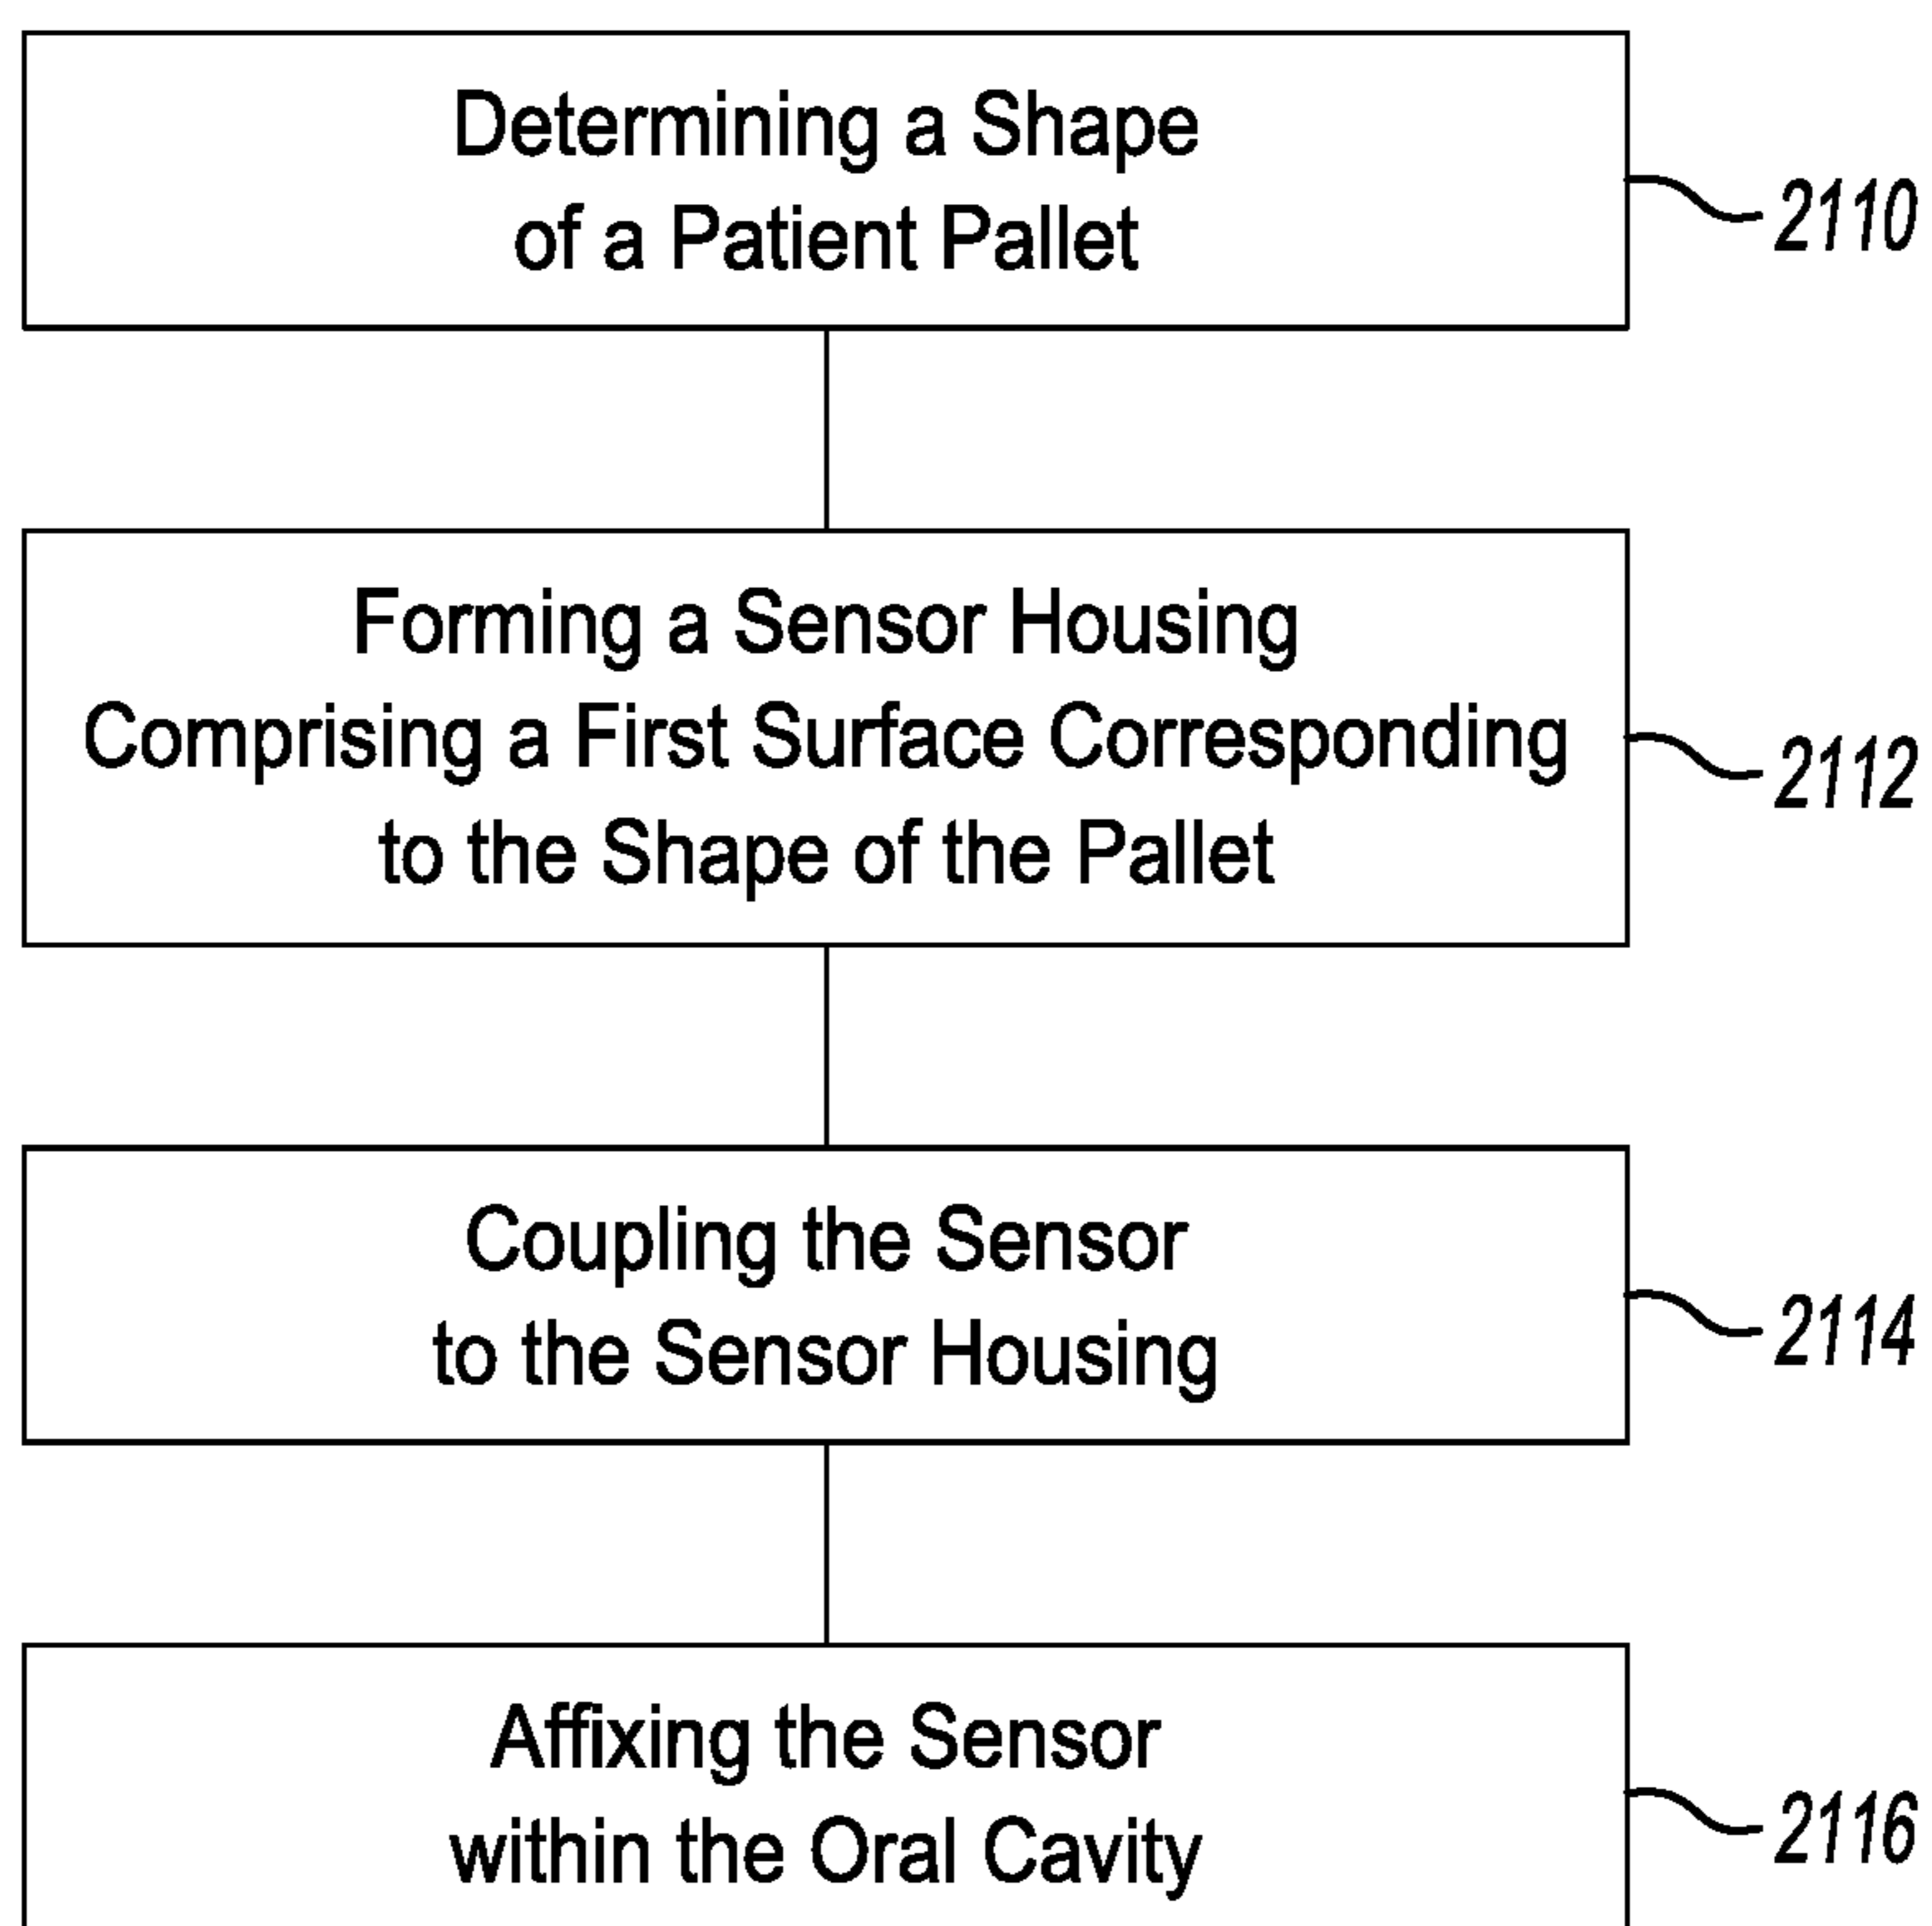 Determining a Shape
of a Patient Pallet
2110
Forming a Sensor Housing
Comprising a First Surface Corresponding
to the Shape of the Pallet
2112
Coupling the Sensor
to the Sensor Housing
2114
Affixing the Sensor
within the Oral Cavity
2116